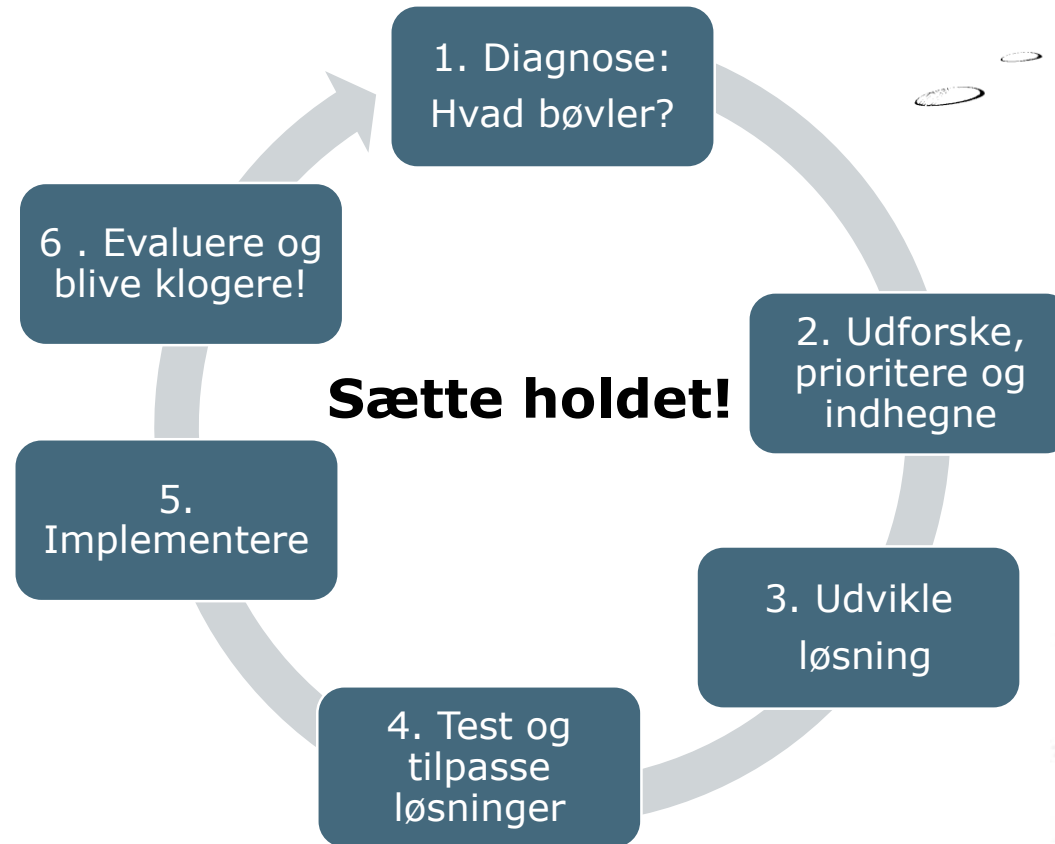 1. Diagnose:
Hvad bøvler?
2. Udforske,
prioritere og
indhegne
3. Udvikle
løsning
4. Test og
tilpasse
løsninger
5.
Implementere
6 . Evaluere og
blive klogere!
Sætte holdet!